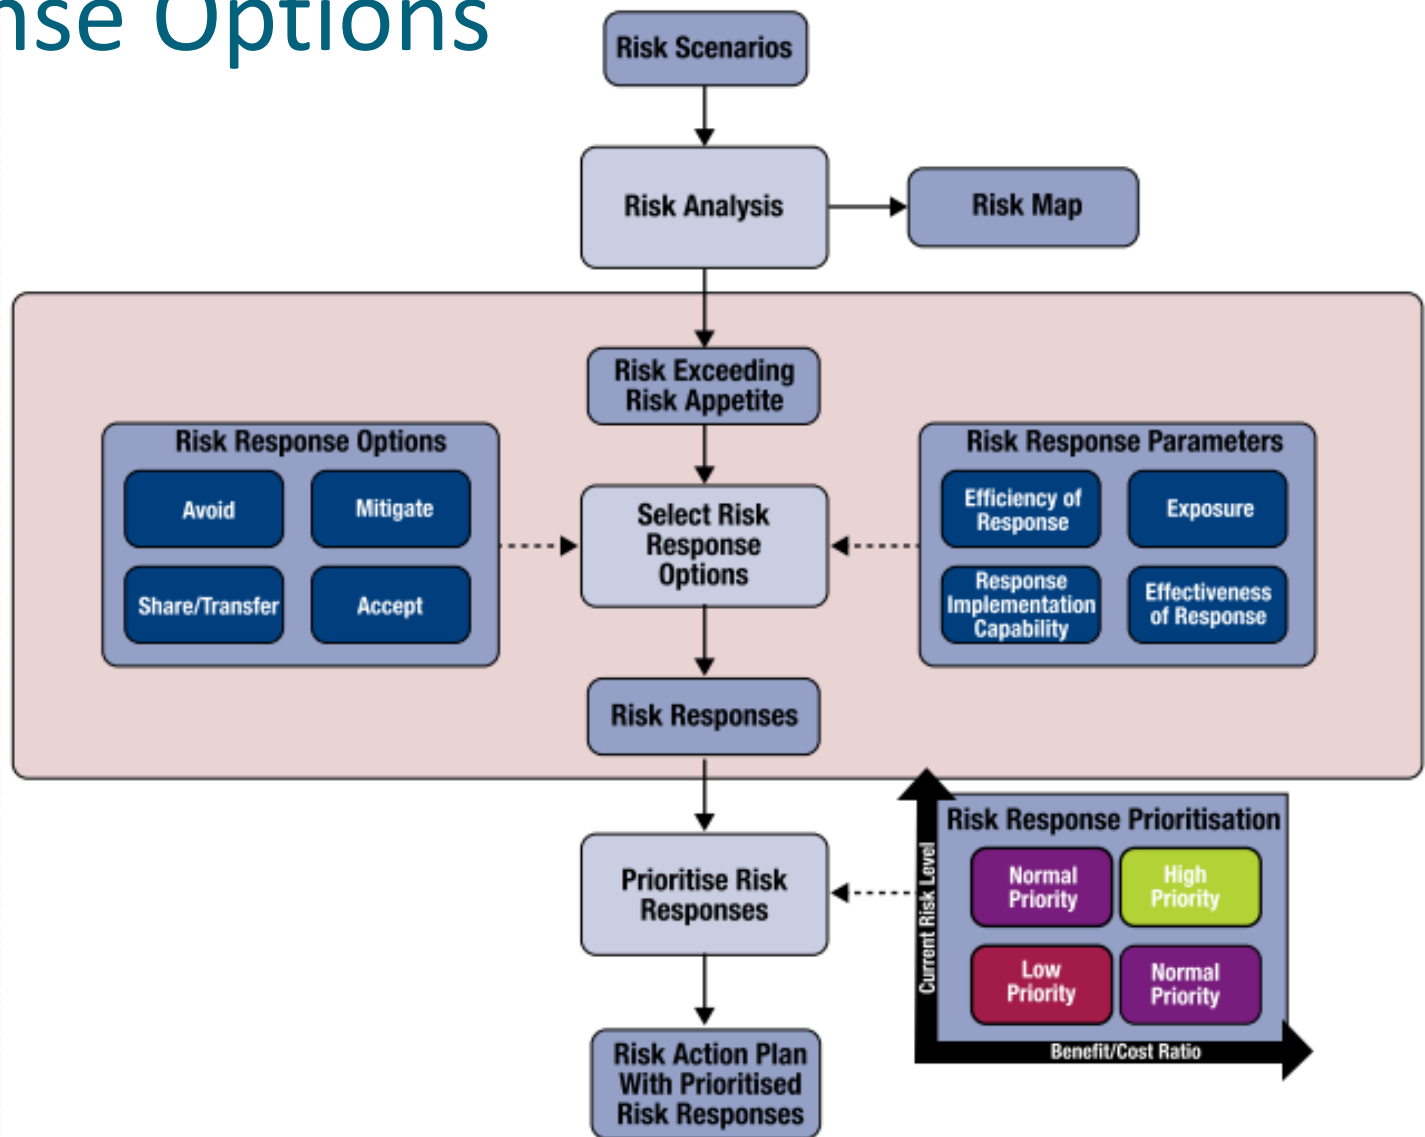 nse Options
Risk Scenarios
Risk Analysis
Risk Map
Risk Exceeding
Risk Appetite
Risk Response Options
Avoid
Mitigate
Share/Transfer
Accept
Select Risk
Response
Options
Risk Response Parameters
Efficiency of
Response
Exposure
Response
Implementation
Capability
Effectiveness
of Response
Risk Responses
Prioritise Risk
Responses
Risk Response Prioritisation
Current Risk Level
Normal
Priority
High
Priority
Low
Priority
Normal
Priority
Benefit/Cost Ratio
Risk Action Plan
With Prioritised
Risk Responses